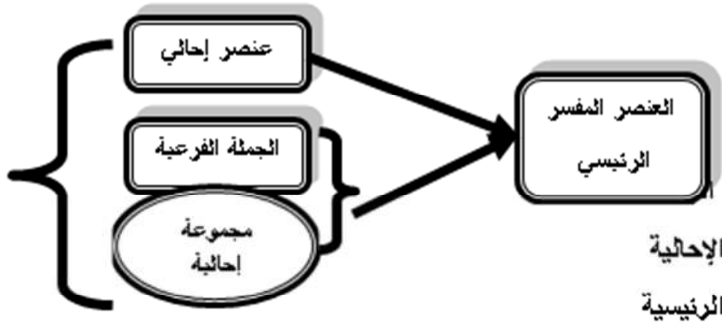 عنصر إحالي
العنصر المفسر
الرئيسي
الجملة الفرعية
مجموعة
إحالية
الإحالية
الرئيسية